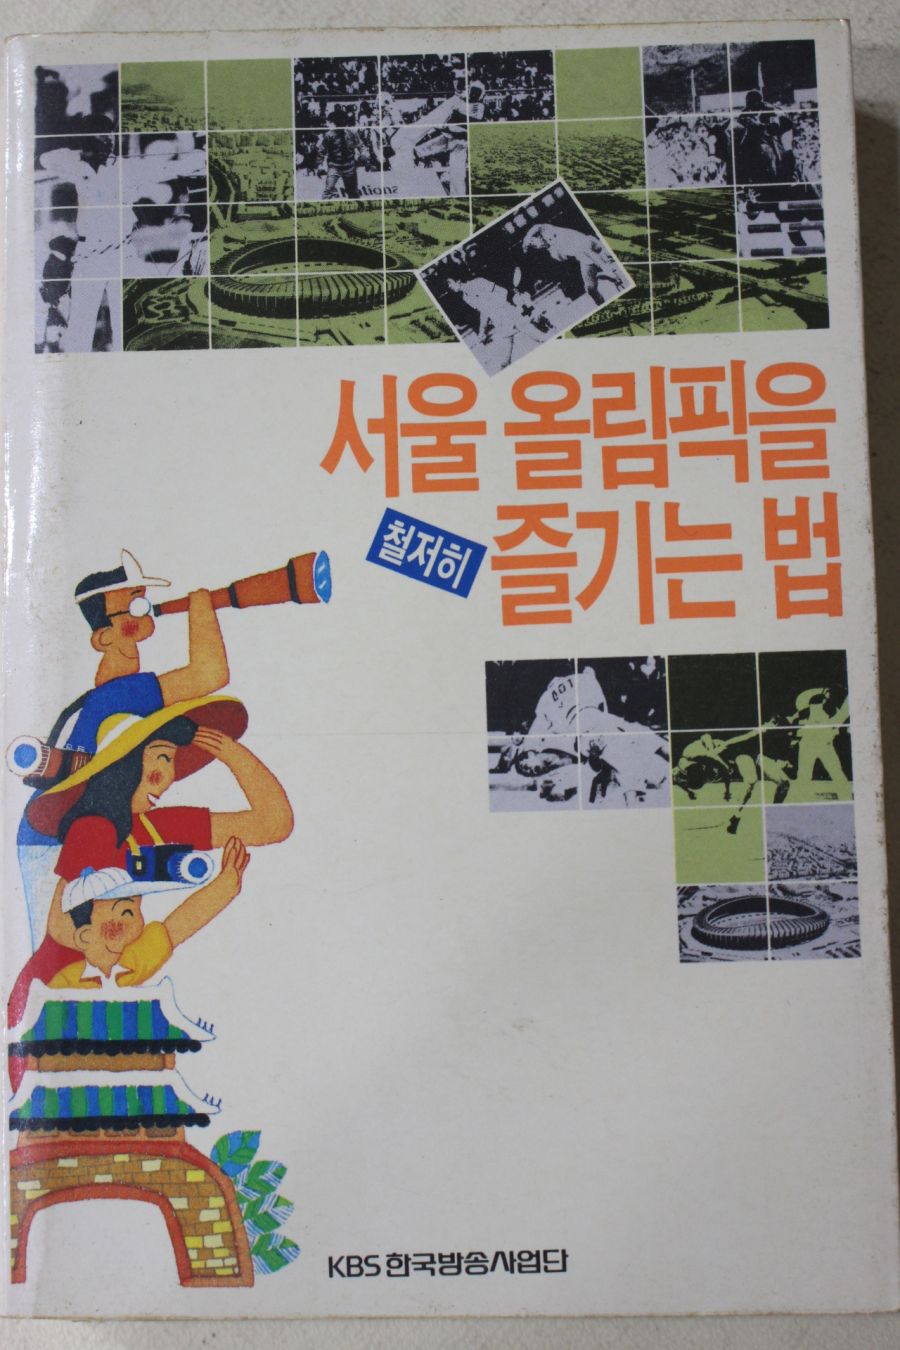 서울 올림픽을
철저히 즐기는 법
KBS 한국방송사업단